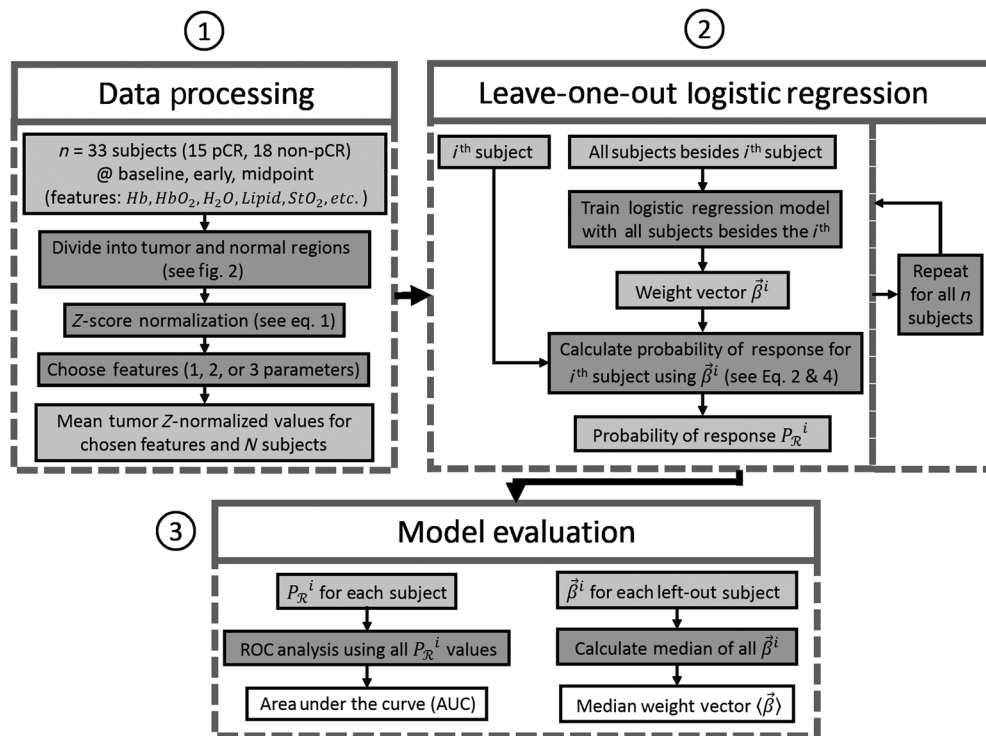 1
Data processing
n = 33 subjects (15 pCR, 18 non-pCR)
@ baseline, early, midpoint
(features: Hb, HbO₂, H₂O, Lipid, StO₂, etc.)
Divide into tumor and normal regions
(see fig. 2)
Z-score normalization (see eq. 1)
Choose features (1, 2, or 3 parameters)
Mean tumor Z-normalized values for
chosen features and N subjects
2
Leave-one-out logistic regression
iᵗʰ subject
All subjects besides iᵗʰ subject
Train logistic regression model
with all subjects besides the iᵗʰ
Weight vector β⃗ⁱ
Calculate probability of response for
iᵗʰ subject using β⃗ⁱ (see Eq. 2 & 4)
Probability of response P_ℛⁱ
Repeat
for all n
subjects
3
Model evaluation
P_ℛⁱ for each subject
ROC analysis using all P_ℛⁱ values
Area under the curve (AUC)
β⃗ⁱ for each left-out subject
Calculate median of all β⃗ⁱ
Median weight vector ⟨β⃗⟩